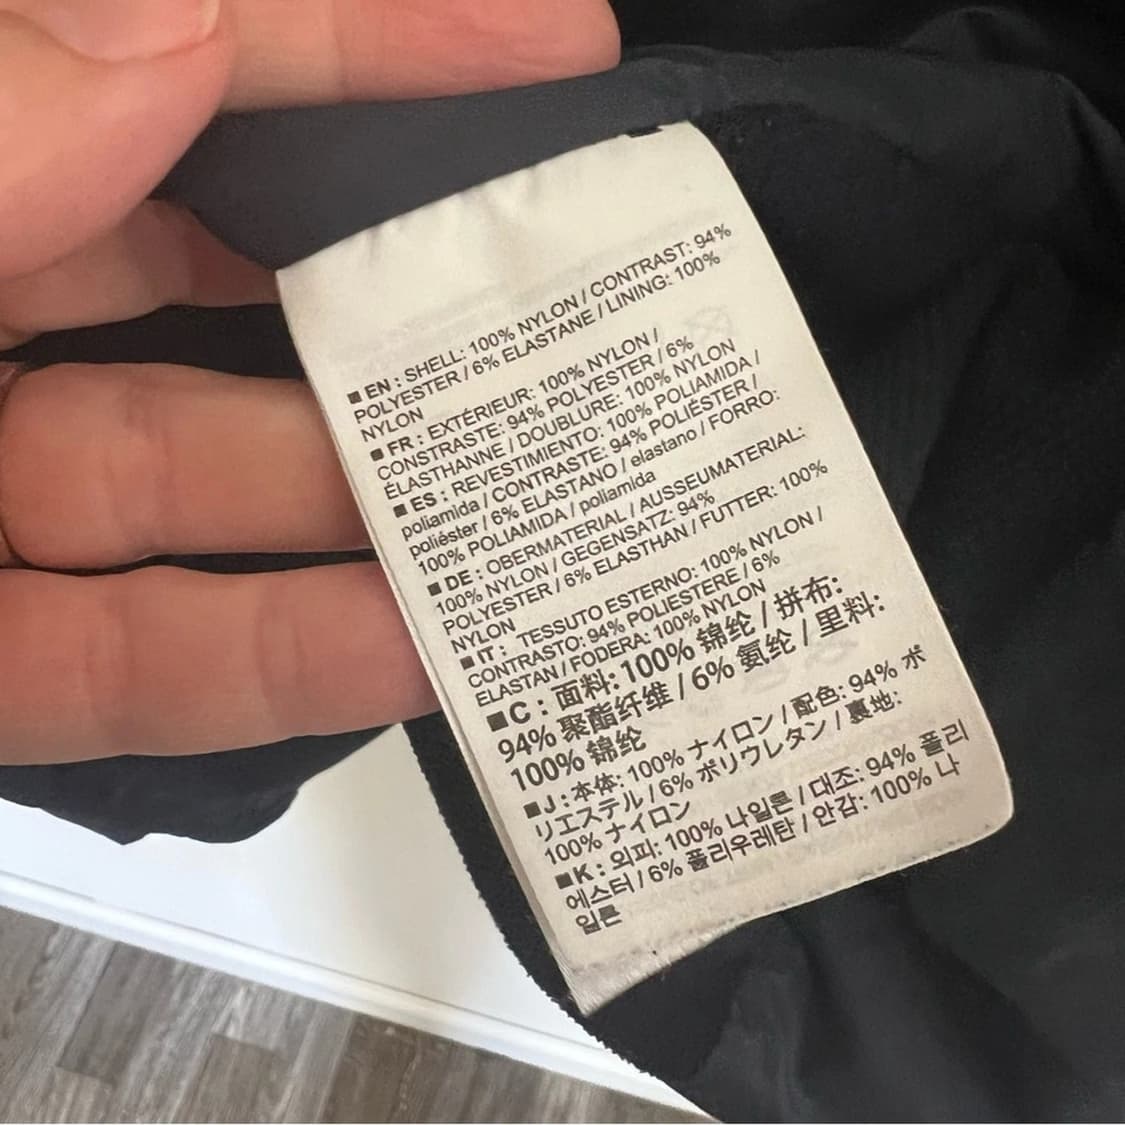 ■ EN : SHELL: 100% NYLON / CONTRAST: 94%
POLYESTER / 6% ELASTANE / LINING: 100%
NYLON
■ FR : EXTÉRIEUR: 100% NYLON /
CONSTRASTE: 94% POLYESTER / 6%
ÉLASTHANNE / DOUBLURE: 100% NYLON
■ ES : REVESTIMIENTO: 100% POLIAMIDA /
poliamida / CONTRASTE: 94% POLIÉSTER /
poliéster / 6% ELASTANO / elastano / FORRO:
100% POLIAMIDA / poliamida
■ DE : OBERMATERIAL / AUSSEUMATERIAL:
100% NYLON / GEGENSATZ: 94%
POLYESTER / 6% ELASTHAN / FUTTER: 100%
NYLON
■ IT : TESSUTO ESTERNO: 100% NYLON /
CONTRASTO: 94% POLIESTERE / 6%
ELASTAN / FODERA: 100% NYLON
■C : 面料: 100% 锦纶 / 拼布:
94% 聚酯纤维 / 6% 氨纶 / 里料:
100% 锦纶
■J : 本体: 100% ナイロン / 配色: 94% ポ
リエステル / 6% ポリウレタン / 裏地:
100% ナイロン
■K : 외피: 100% 나일론 / 대조: 94% 폴리
에스터 / 6% 폴리우레탄 / 안감: 100% 나
일론